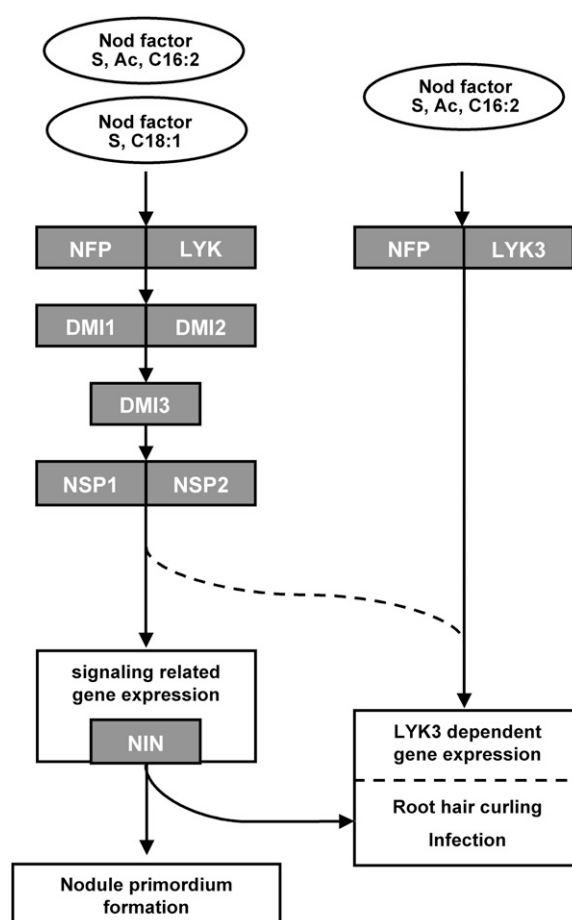 Nod factor
S, Ac, C16:2
Nod factor
S, C18:1
NFP LYK
DMI1 DMI2
DMI3
NSP1 NSP2
signaling related
gene expression
NIN
Nodule primordium
formation
Nod factor
S, Ac, C16:2
NFP LYK3
LYK3 dependent
gene expression
Root hair curling
Infection